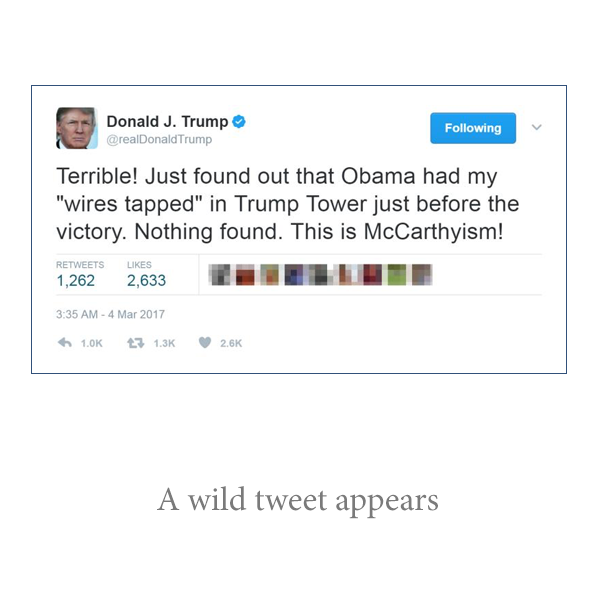 Donald J. Trump
@realDonaldTrump
Following
Terrible! Just found out that Obama had my
"wires tapped" in Trump Tower just before the
victory. Nothing found. This is McCarthyism!
RETWEETS LIKES
1,262 2,633
3:35 AM - 4 Mar 2017
1.0K 1.3K 2.6K
A wild tweet appears